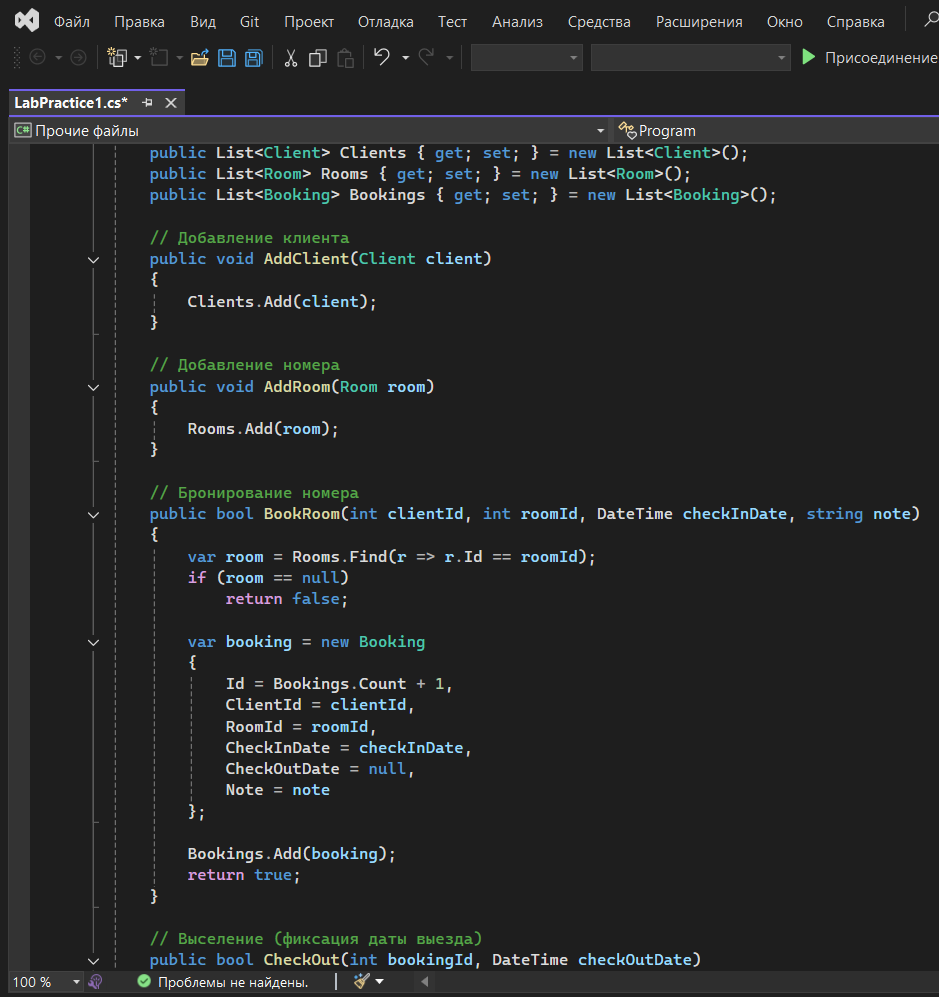 Файл Правка Вид Git Проект Отладка Тест Анализ Средства Расширения Окно Справка
Присоединение
LabPractice1.cs*
C# Прочие файлы Program
public List<Client> Clients { get; set; } = new List<Client>();
public List<Room> Rooms { get; set; } = new List<Room>();
public List<Booking> Bookings { get; set; } = new List<Booking>();
// Добавление клиента
public void AddClient(Client client)
{
Clients.Add(client);
}
// Добавление номера
public void AddRoom(Room room)
{
Rooms.Add(room);
}
// Бронирование номера
public bool BookRoom(int clientId, int roomId, DateTime checkInDate, string note)
{
var room = Rooms.Find(r => r.Id == roomId);
if (room == null)
return false;
var booking = new Booking
{
Id = Bookings.Count + 1,
ClientId = clientId,
RoomId = roomId,
CheckInDate = checkInDate,
CheckOutDate = null,
Note = note
};
Bookings.Add(booking);
return true;
}
// Выселение (фиксация даты выезда)
public bool CheckOut(int bookingId, DateTime checkOutDate)
100 % Проблемы не найдены.